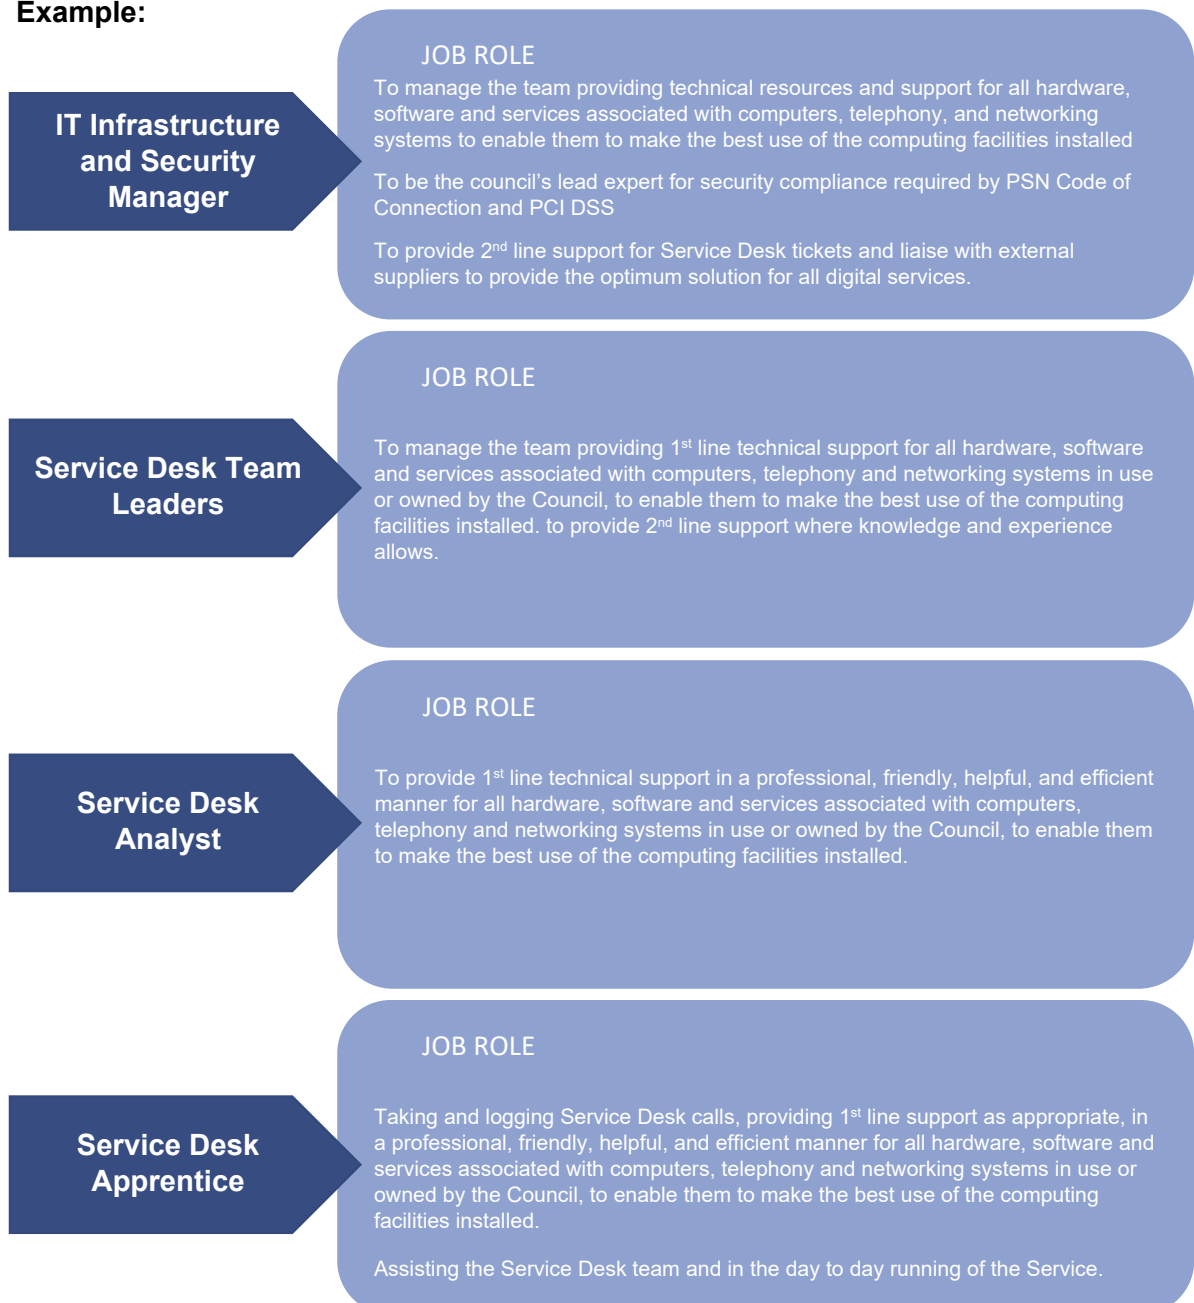 Example:
IT Infrastructure
and Security
Manager
JOB ROLE
To manage the team providing technical resources and support for all hardware,
software and services associated with computers, telephony, and networking
systems to enable them to make the best use of the computing facilities installed
To be the council’s lead expert for security compliance required by PSN Code of
Connection and PCI DSS
To provide 2nd line support for Service Desk tickets and liaise with external
suppliers to provide the optimum solution for all digital services.
Service Desk Team
Leaders
JOB ROLE
To manage the team providing 1st line technical support for all hardware, software
and services associated with computers, telephony and networking systems in use
or owned by the Council, to enable them to make the best use of the computing
facilities installed. to provide 2nd line support where knowledge and experience
allows.
Service Desk
Analyst
JOB ROLE
To provide 1st line technical support in a professional, friendly, helpful, and efficient
manner for all hardware, software and services associated with computers,
telephony and networking systems in use or owned by the Council, to enable them
to make the best use of the computing facilities installed.
Service Desk
Apprentice
JOB ROLE
Taking and logging Service Desk calls, providing 1st line support as appropriate, in
a professional, friendly, helpful, and efficient manner for all hardware, software and
services associated with computers, telephony and networking systems in use or
owned by the Council, to enable them to make the best use of the computing
facilities installed.
Assisting the Service Desk team and in the day to day running of the Service.